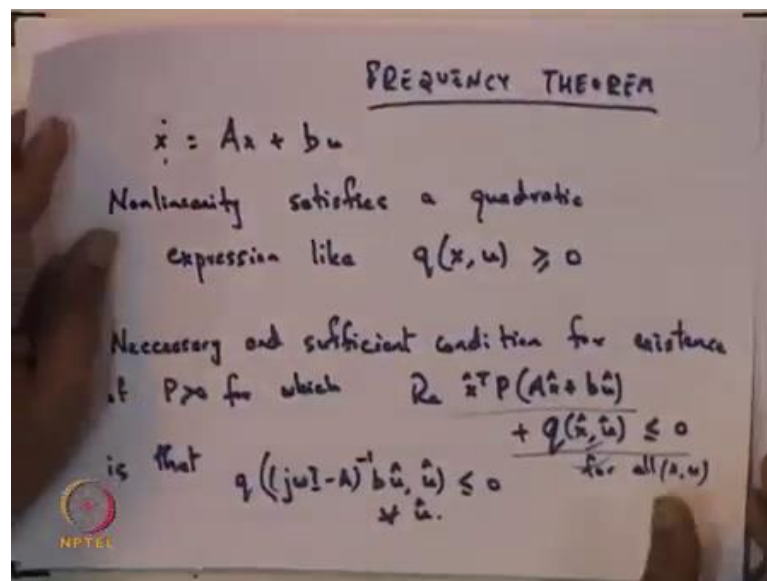 FREQUENCY THEOREM
ẋ = Ax + bu
Nonlinearity satisfies a quadratic
expression like q(x, u) ≥ 0
Necessary and sufficient condition for existence
of P>0 for which Re x̂ᵀP(Ax̂ + bû)
+ q(x̂, û) ≤ 0
for all (x, u)
is that q((jωI-A)⁻¹bû, û) ≤ 0
∀ û.
NPTEL